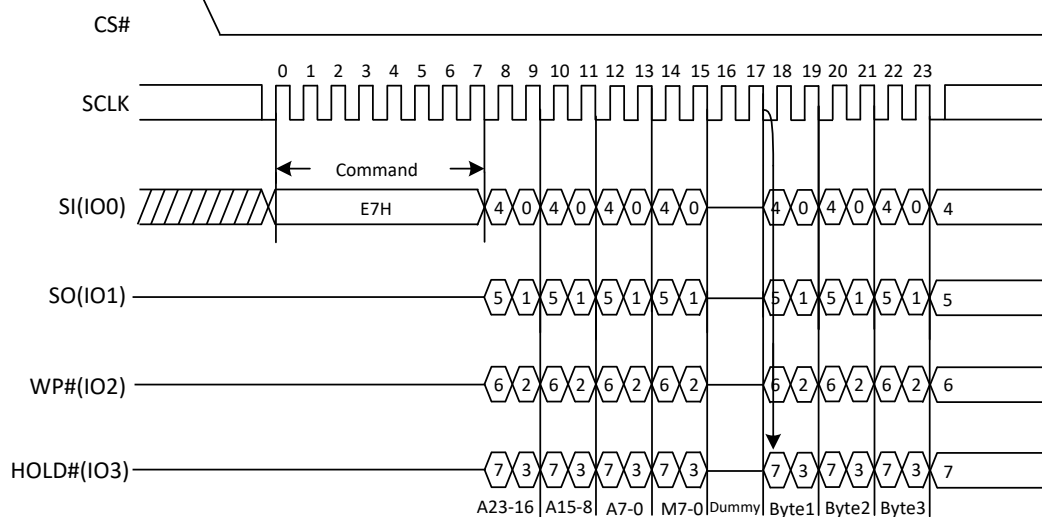 CS#
0 1 2 3 4 5 6 7 8 9 10 11 12 13 14 15 16 17 18 19 20 21 22 23
SCLK
Command
SI(IO0) E7H 4 0 4 0 4 0 4 0 4 0 4 0 4 0 4
SO(IO1) 5 1 5 1 5 1 5 1 5 1 5 1 5 1 5
WP#(IO2) 6 2 6 2 6 2 6 2 6 2 6 2 6 2 6
HOLD#(IO3) 7 3 7 3 7 3 7 3 7 3 7 3 7 3 7
A23-16 A15-8 A7-0 M7-0 Dummy Byte1 Byte2 Byte3